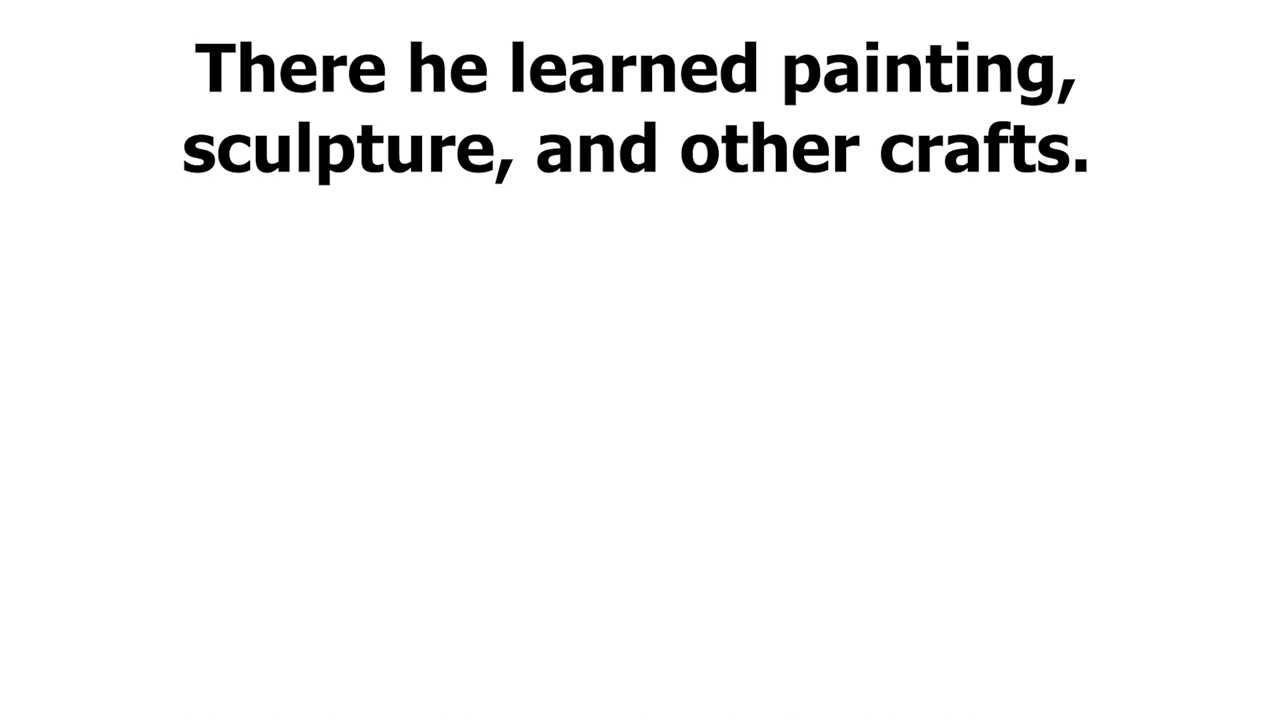 There he learned painting,
sculpture, and other crafts.